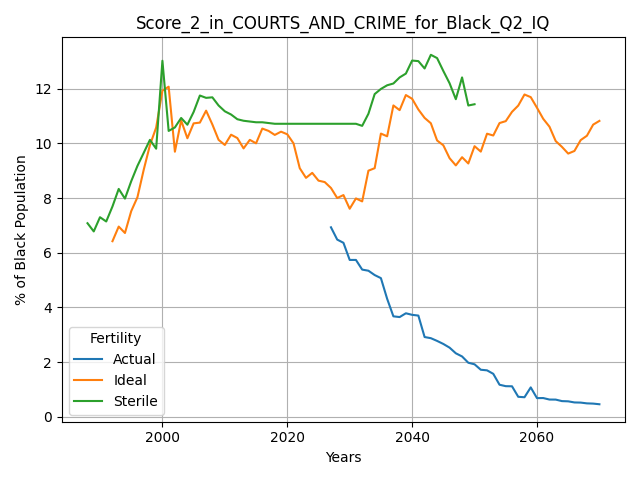 Score_2_in_COURTS_AND_CRIME_for_Black_Q2_IQ
% of Black Population
12
10
8
6
4
2
0
Fertility
Actual
Ideal
Sterile
2000 2020 2040 2060
Years